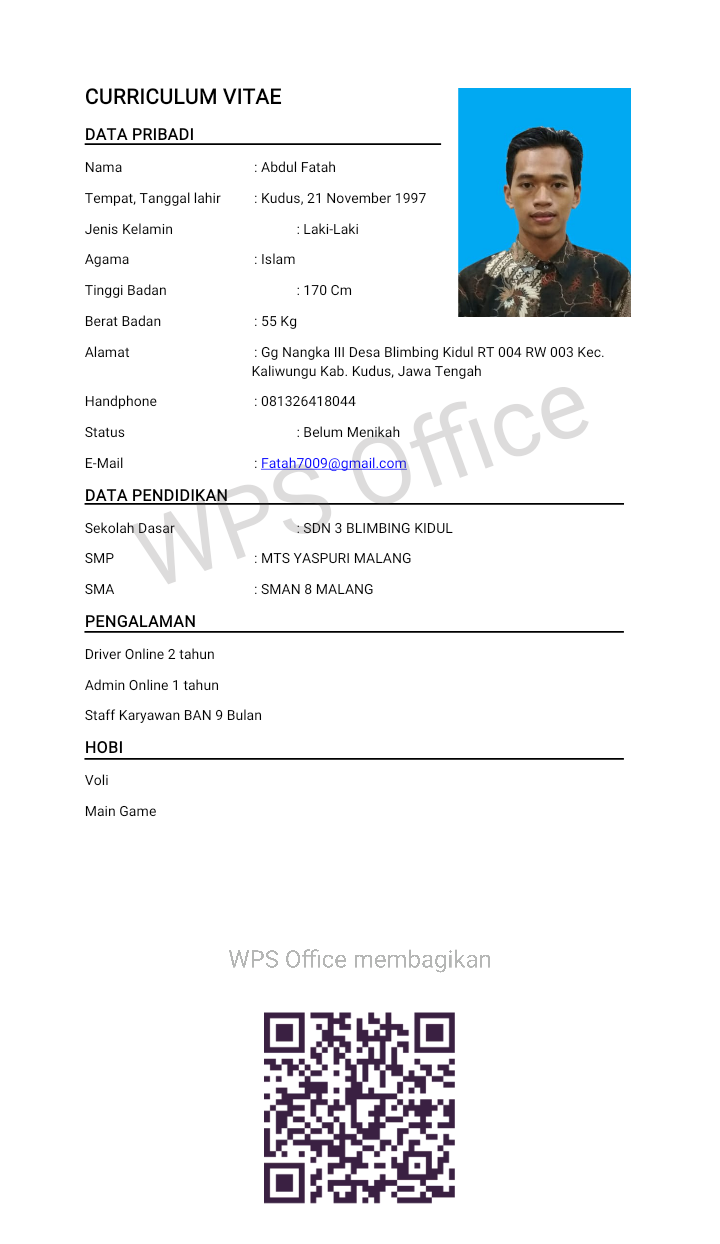 CURRICULUM VITAE
DATA PRIBADI
Nama : Abdul Fatah
Tempat, Tanggal lahir : Kudus, 21 November 1997
Jenis Kelamin : Laki-Laki
Agama : Islam
Tinggi Badan : 170 Cm
Berat Badan : 55 Kg
Alamat : Gg Nangka III Desa Blimbing Kidul RT 004 RW 003 Kec.
Kaliwungu Kab. Kudus, Jawa Tengah
Handphone : 081326418044
Status : Belum Menikah
E-Mail : Fatah7009@gmail.com
WPS Office
DATA PENDIDIKAN
Sekolah Dasar : SDN 3 BLIMBING KIDUL
SMP : MTS YASPURI MALANG
SMA : SMAN 8 MALANG
PENGALAMAN
Driver Online 2 tahun
Admin Online 1 tahun
Staff Karyawan BAN 9 Bulan
HOBI
Voli
Main Game
WPS Office membagikan